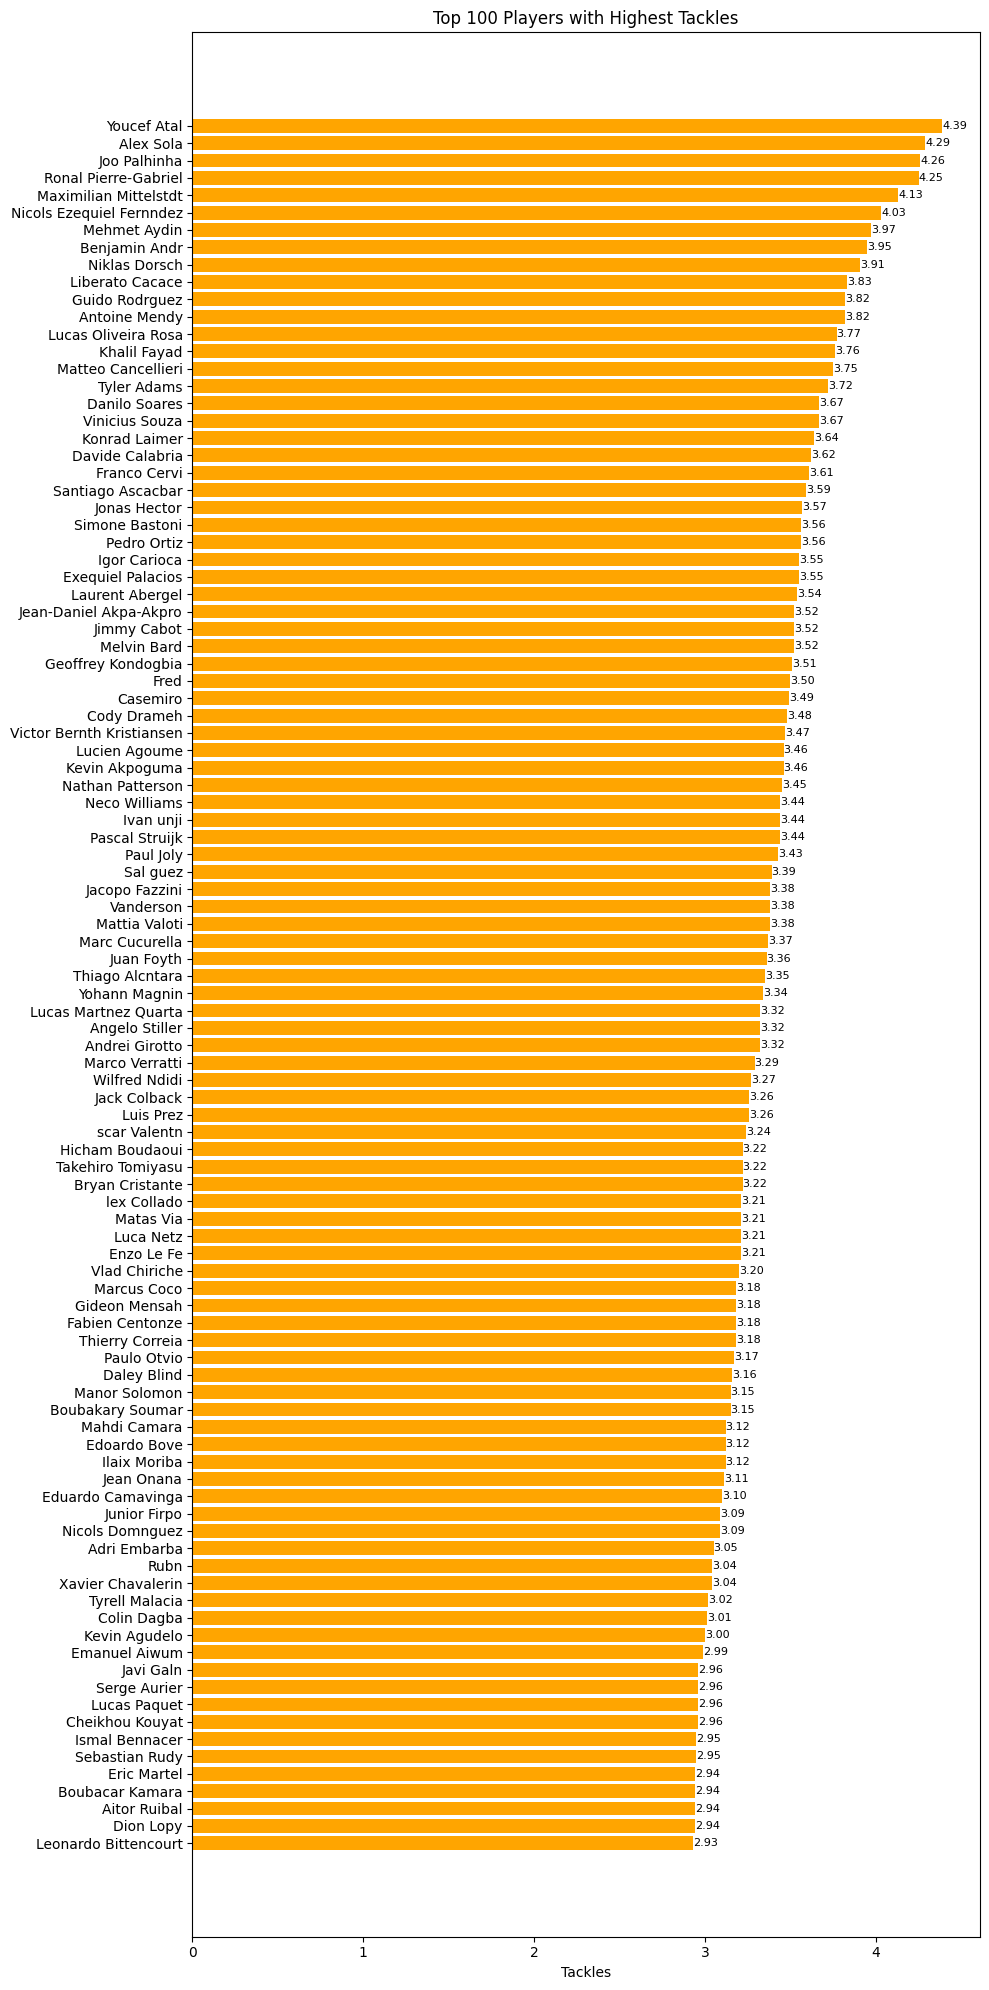 Top 100 Players with Highest Tackles
Youcef Atal 4.39
Alex Sola 4.29
Joo Palhinha 4.26
Ronal Pierre-Gabriel 4.25
Maximilian Mittelstdt 4.13
Nicols Ezequiel Fernndez 4.03
Mehmet Aydin 3.97
Benjamin Andr 3.95
Niklas Dorsch 3.91
Liberato Cacace 3.83
Guido Rodrguez 3.82
Antoine Mendy 3.82
Lucas Oliveira Rosa 3.77
Khalil Fayad 3.76
Matteo Cancellieri 3.75
Tyler Adams 3.72
Danilo Soares 3.67
Vinicius Souza 3.67
Konrad Laimer 3.64
Davide Calabria 3.62
Franco Cervi 3.61
Santiago Ascacbar 3.59
Jonas Hector 3.57
Simone Bastoni 3.56
Pedro Ortiz 3.56
Igor Carioca 3.55
Exequiel Palacios 3.55
Laurent Abergel 3.54
Jean-Daniel Akpa-Akpro 3.52
Jimmy Cabot 3.52
Melvin Bard 3.52
Geoffrey Kondogbia 3.51
Fred 3.50
Casemiro 3.49
Cody Drameh 3.48
Victor Bernth Kristiansen 3.47
Lucien Agoume 3.46
Kevin Akpoguma 3.46
Nathan Patterson 3.45
Neco Williams 3.44
Ivan unji 3.44
Pascal Struijk 3.44
Paul Joly 3.43
Sal guez 3.39
Jacopo Fazzini 3.38
Vanderson 3.38
Mattia Valoti 3.38
Marc Cucurella 3.37
Juan Foyth 3.36
Thiago Alcntara 3.35
Yohann Magnin 3.34
Lucas Martnez Quarta 3.32
Angelo Stiller 3.32
Andrei Girotto 3.32
Marco Verratti 3.29
Wilfred Ndidi 3.27
Jack Colback 3.26
Luis Prez 3.26
scar Valentn 3.24
Hicham Boudaoui 3.22
Takehiro Tomiyasu 3.22
Bryan Cristante 3.22
lex Collado 3.21
Matas Via 3.21
Luca Netz 3.21
Enzo Le Fe 3.21
Vlad Chiriche 3.20
Marcus Coco 3.18
Gideon Mensah 3.18
Fabien Centonze 3.18
Thierry Correia 3.18
Paulo Otvio 3.17
Daley Blind 3.16
Manor Solomon 3.15
Boubakary Soumar 3.15
Mahdi Camara 3.12
Edoardo Bove 3.12
Ilaix Moriba 3.12
Jean Onana 3.11
Eduardo Camavinga 3.10
Junior Firpo 3.09
Nicols Domnguez 3.09
Adri Embarba 3.05
Rubn 3.04
Xavier Chavalerin 3.04
Tyrell Malacia 3.02
Colin Dagba 3.01
Kevin Agudelo 3.00
Emanuel Aiwum 2.99
Javi Galn 2.96
Serge Aurier 2.96
Lucas Paquet 2.96
Cheikhou Kouyat 2.96
Ismal Bennacer 2.95
Sebastian Rudy 2.95
Eric Martel 2.94
Boubacar Kamara 2.94
Aitor Ruibal 2.94
Dion Lopy 2.94
Leonardo Bittencourt 2.93
0 1 2 3 4
Tackles